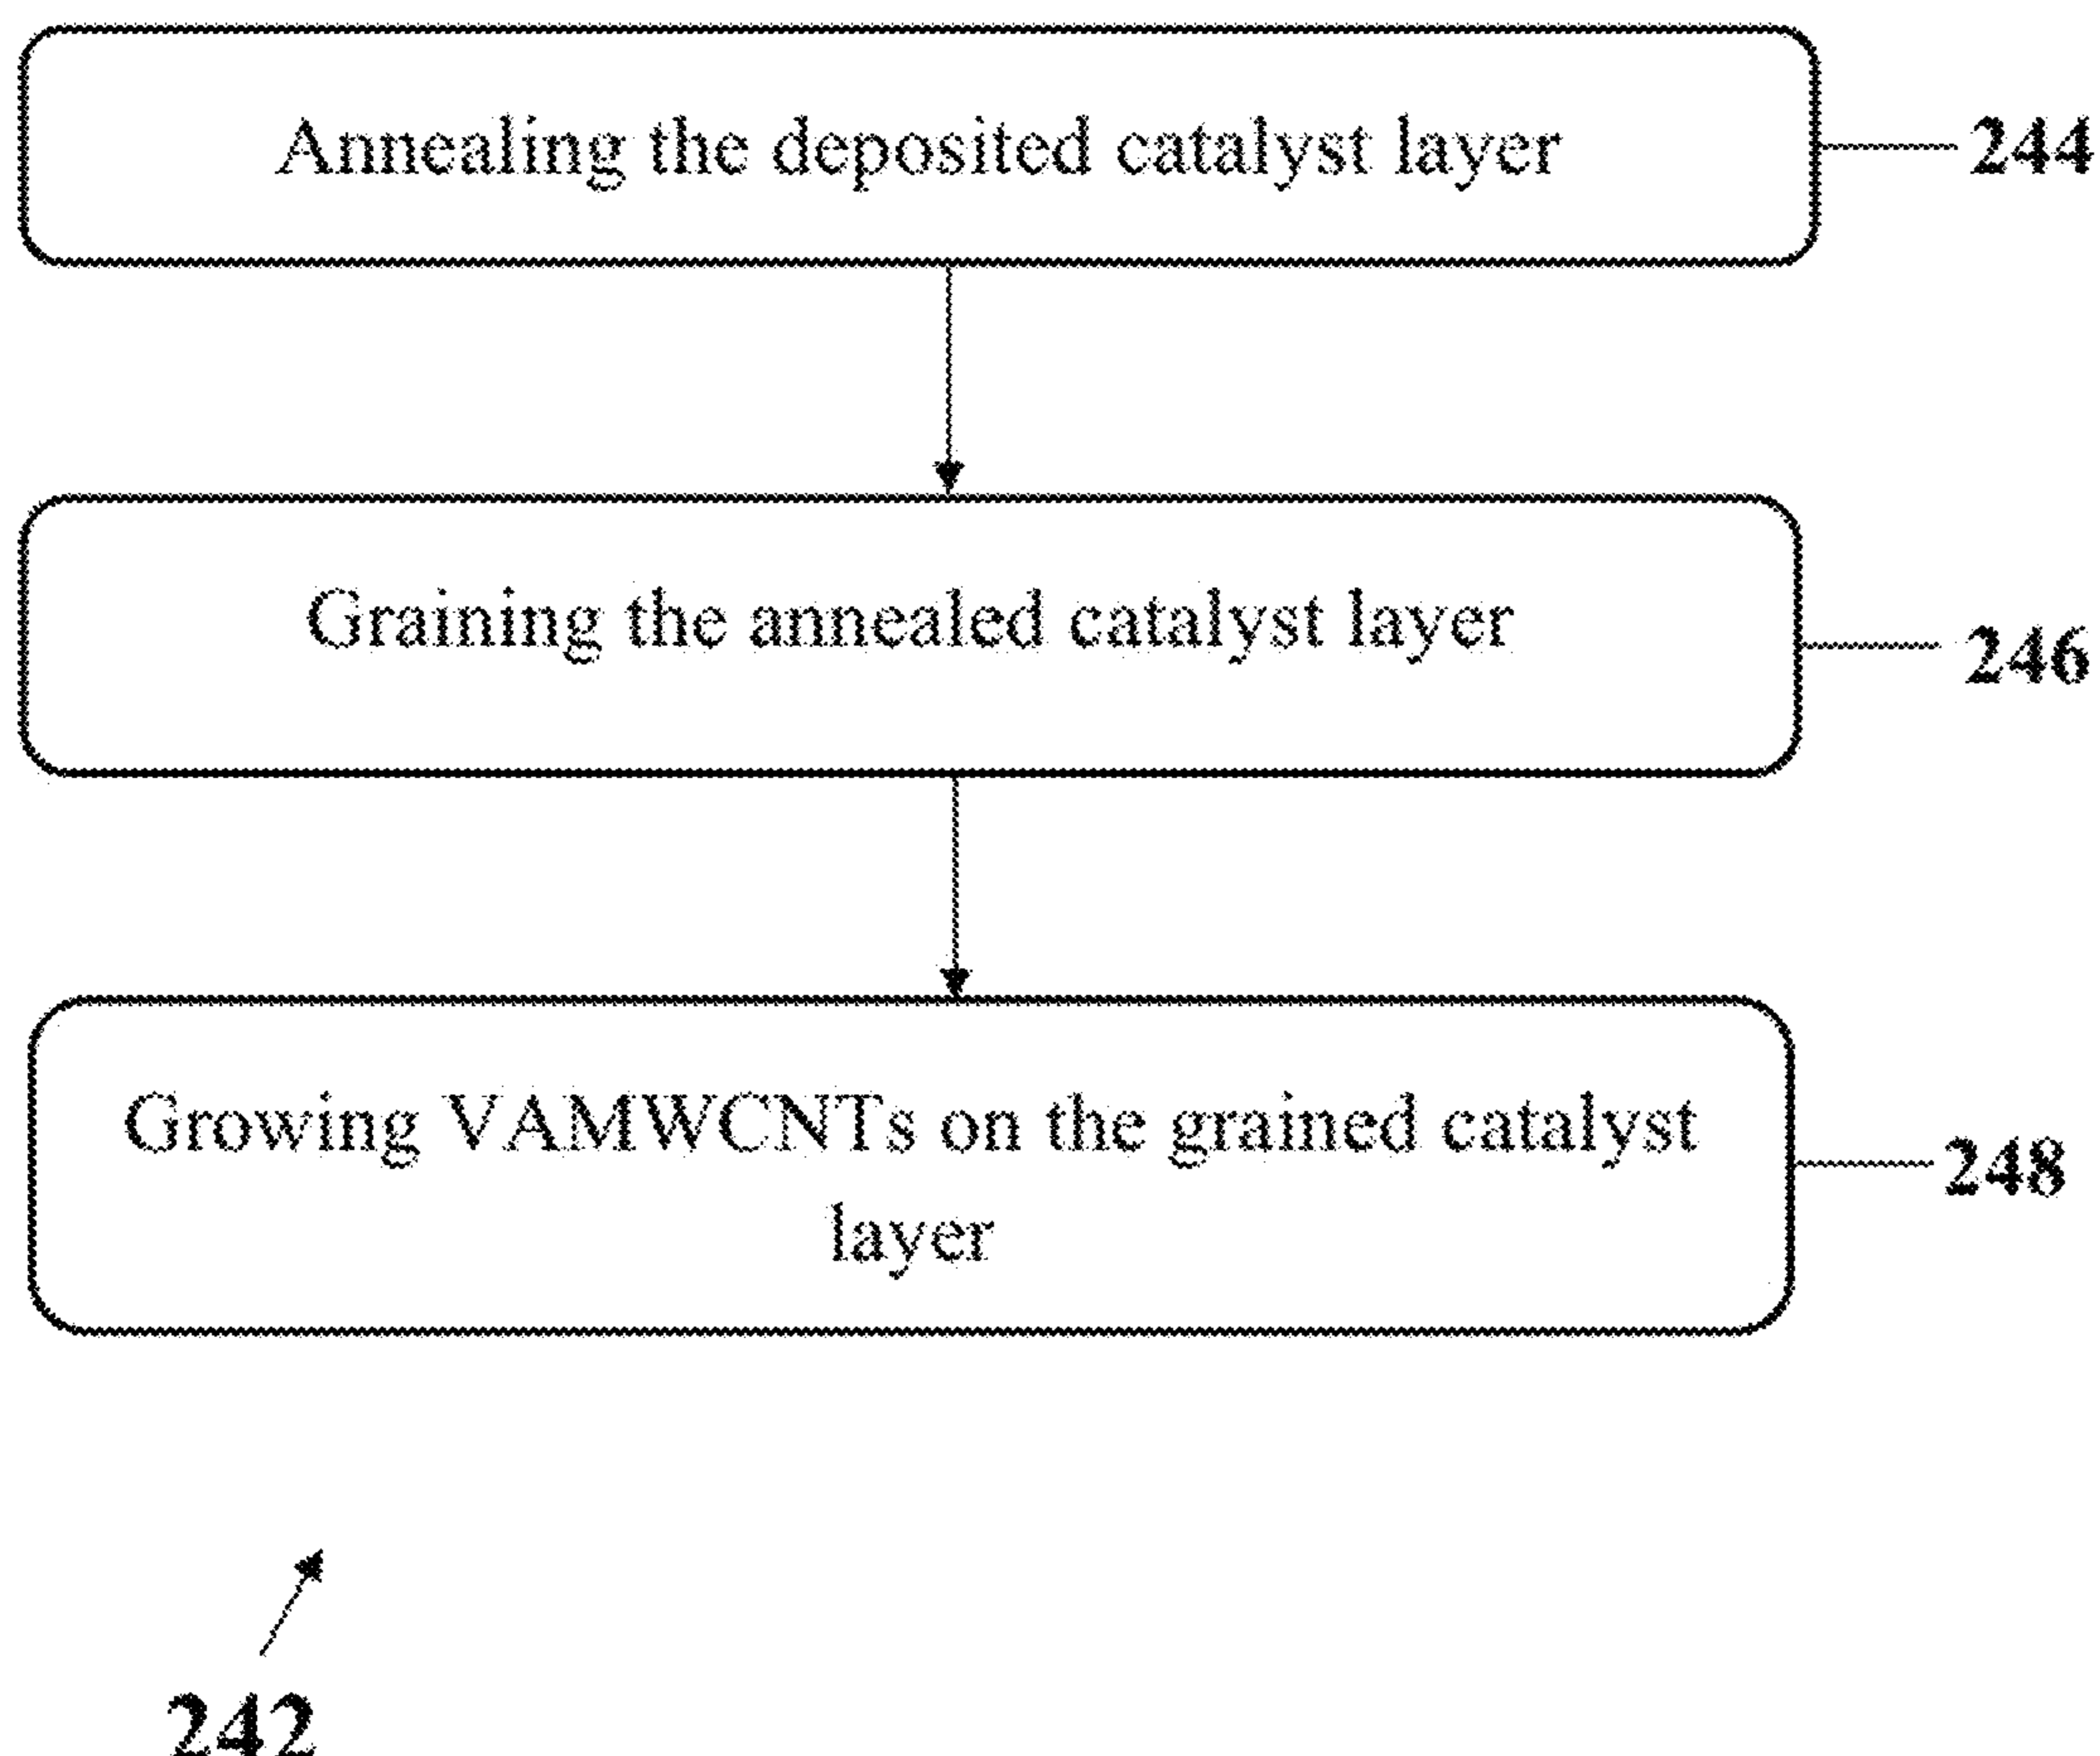 Annealing the deposited catalyst layer
244
Graining the annealed catalyst layer
246
Growing VAMWCNTs on the grained catalyst
layer
248
242